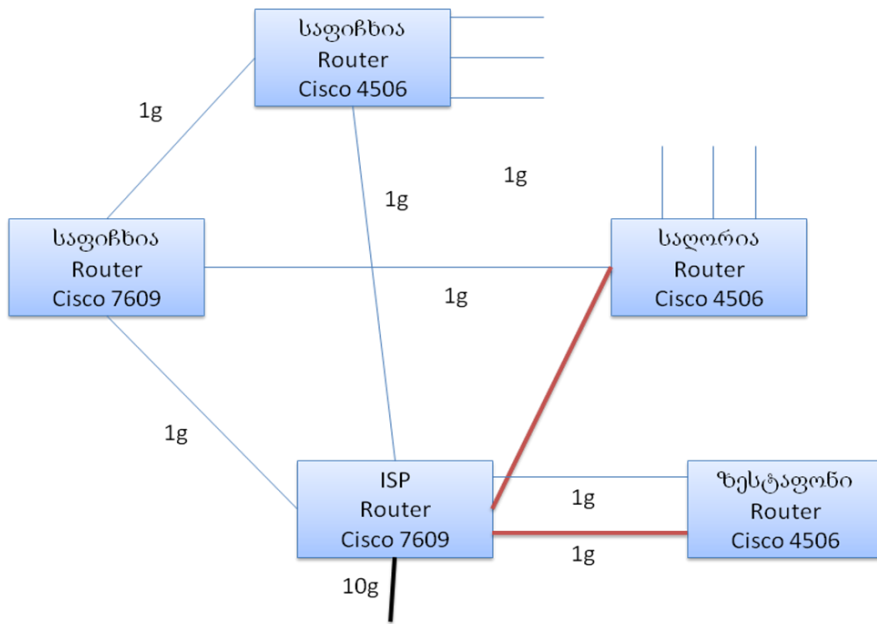 საფიჩხია
Router
Cisco 4506
1g
1g
1g
საფიჩხია
Router
Cisco 7609
საღორია
Router
Cisco 4506
1g
1g
ISP
Router
Cisco 7609
1g
1g
ზესტაფონი
Router
Cisco 4506
10g